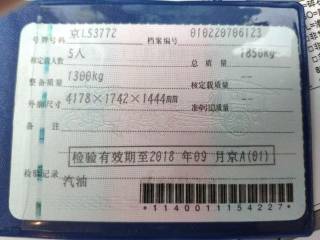 号牌号码 京LS3772 档案编号 010220706123
核定载人数 5人 总质量 1850kg
整备质量 1300kg 核定载质量 --
外廓尺寸 4178×1742×1444mm 准牵引总质量 --
备注
检验有效期至2018 年09 月京A(01)
检验记录 汽油
*1140011154227*